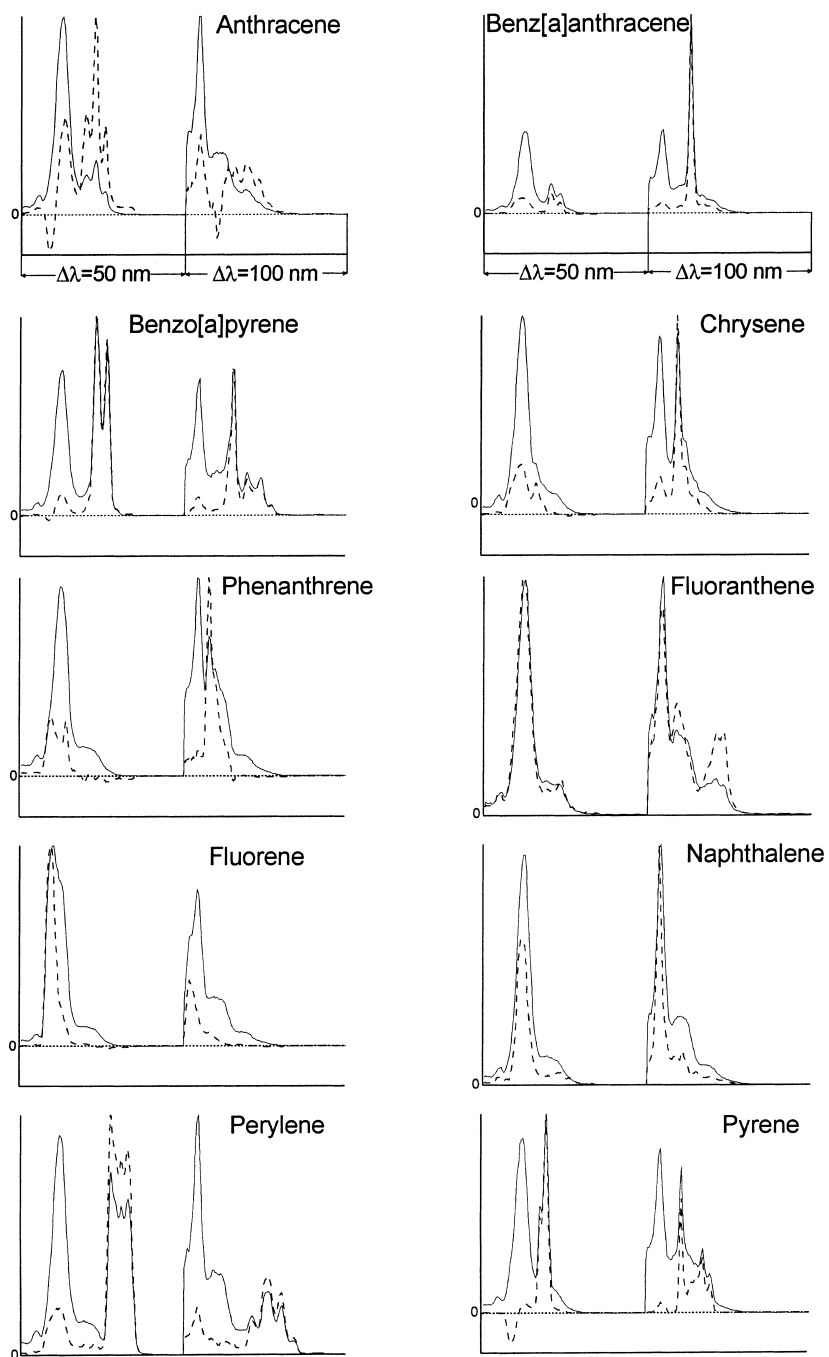 Anthracene
Benz[a]anthracene
0
0
Δλ=50 nm
Δλ=100 nm
Δλ=50 nm
Δλ=100 nm
Benzo[a]pyrene
Chrysene
0
0
Phenanthrene
Fluoranthene
0
0
Fluorene
Naphthalene
0
0
Perylene
Pyrene
0
0